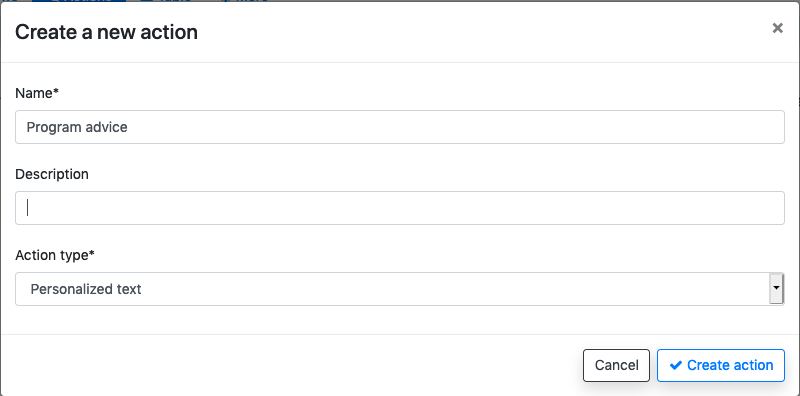 Create a new action
×
Name*
Program advice
Description
Action type*
Personalized text
Cancel
Create action